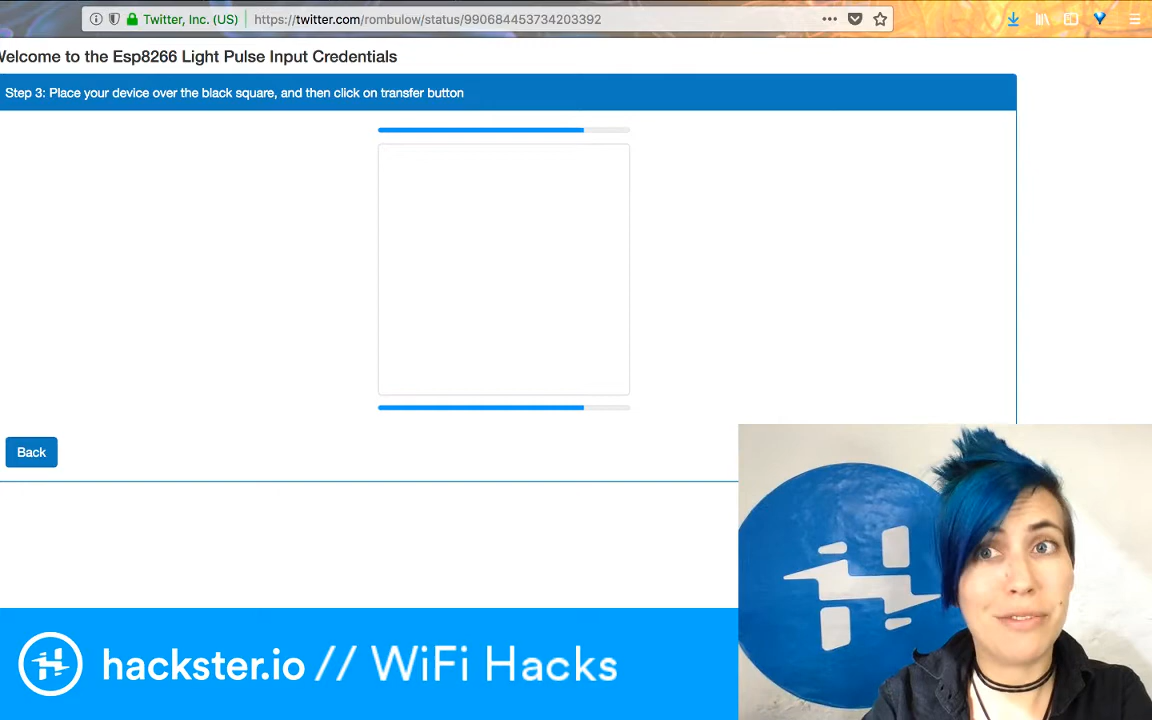 Twitter, Inc. (US) https://twitter.com/rombulow/status/990684453734203392
elcome to the Esp8266 Light Pulse Input Credentials
Step 3: Place your device over the black square, and then click on transfer button
Back
hackster.io // WiFi Hacks